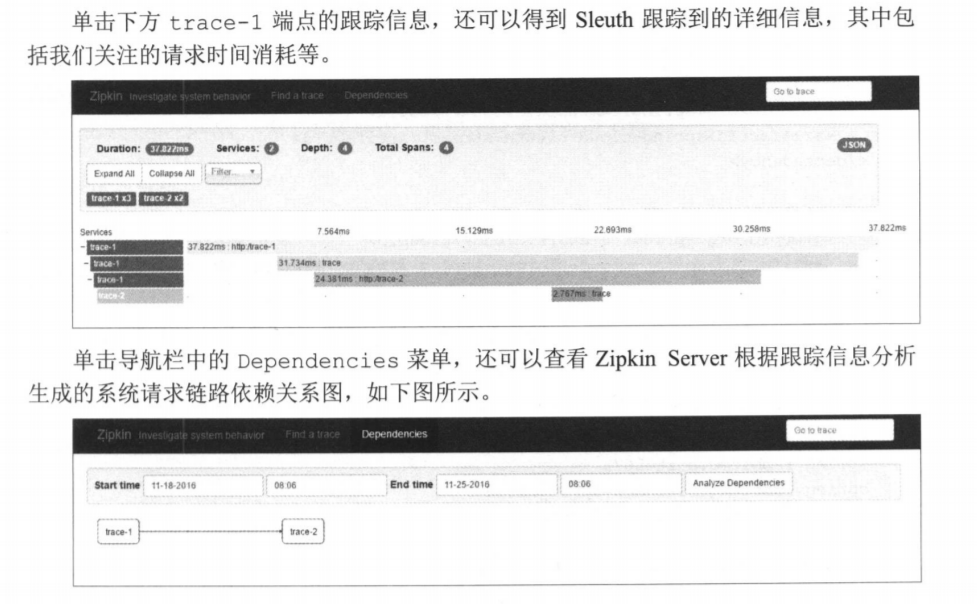 单击下方 trace-1 端点的跟踪信息，还可以得到 Sleuth 跟踪到的详细信息，其中包
括我们关注的请求时间消耗等。
Zipkin Investigate system behavior Find a trace Dependencies Go to trace
Duration: 37.822ms Services: 2 Depth: 4 Total Spans: 4 JSON
Expand All Collapse All Filter...
trace-1 x3 trace-2 x2
Services 7.564ms 15.129ms 22.693ms 30.258ms 37.822ms
- trace-1 37.822ms : http:/trace-1
- trace-1 31.734ms : trace
- trace-1 24.381ms : http:/trace-2
trace-2 2.767ms : trace
单击导航栏中的 Dependencies 菜单，还可以查看 Zipkin Server 根据跟踪信息分析
生成的系统请求链路依赖关系图，如下图所示。
Zipkin Investigate system behavior Find a trace Dependencies Go to trace
Start time 11-18-2016 08:06 End time 11-25-2016 08:06 Analyze Dependencies
trace-1 trace-2